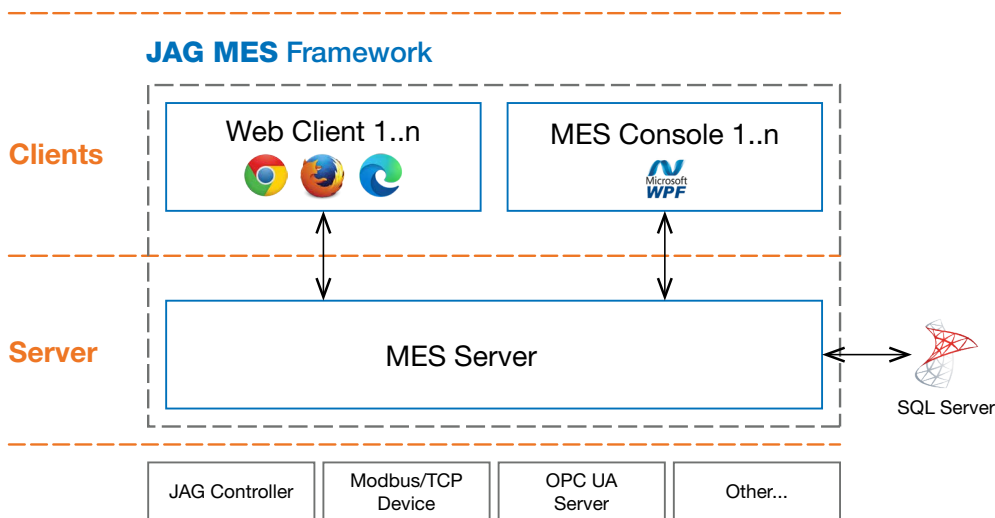 JAG MES Framework
Clients
Web Client 1..n
MES Console 1..n
Microsoft
WPF
Server
MES Server
SQL Server
JAG Controller
Modbus/TCP
Device
OPC UA
Server
Other...